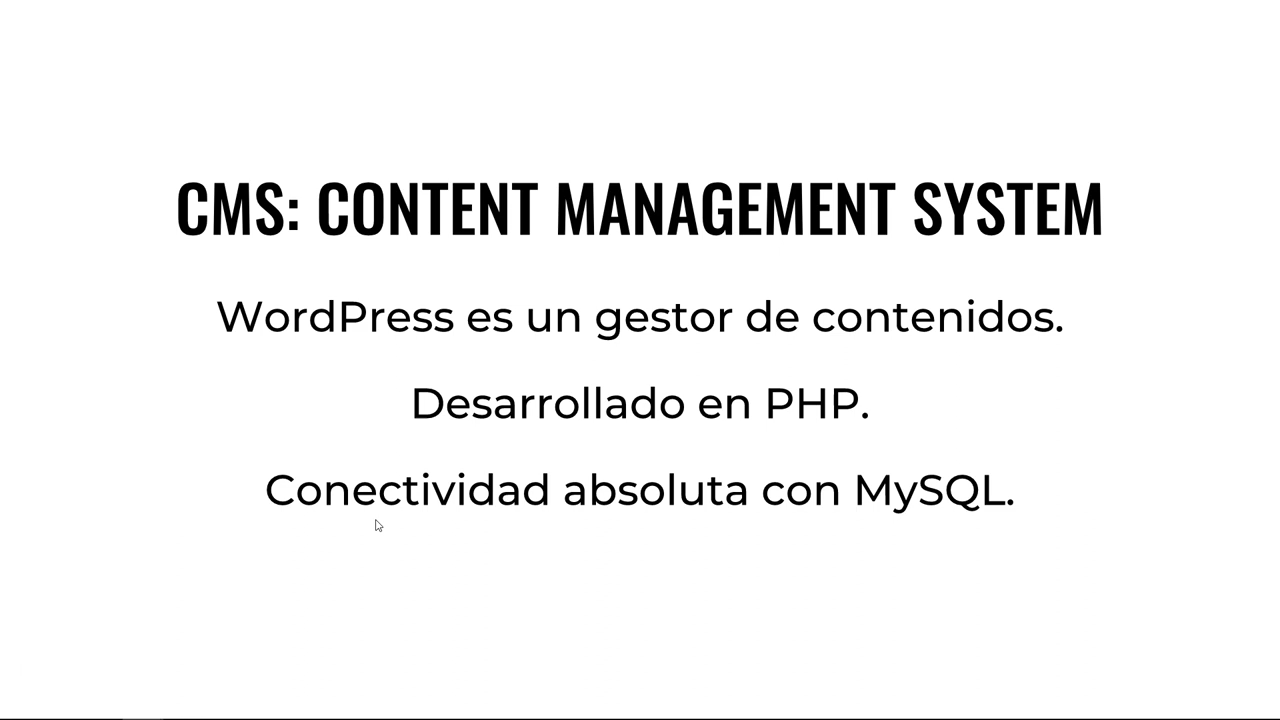 CMS: CONTENT MANAGEMENT SYSTEM
WordPress es un gestor de contenidos.
Desarrollado en PHP.
Conectividad absoluta con MySQL.